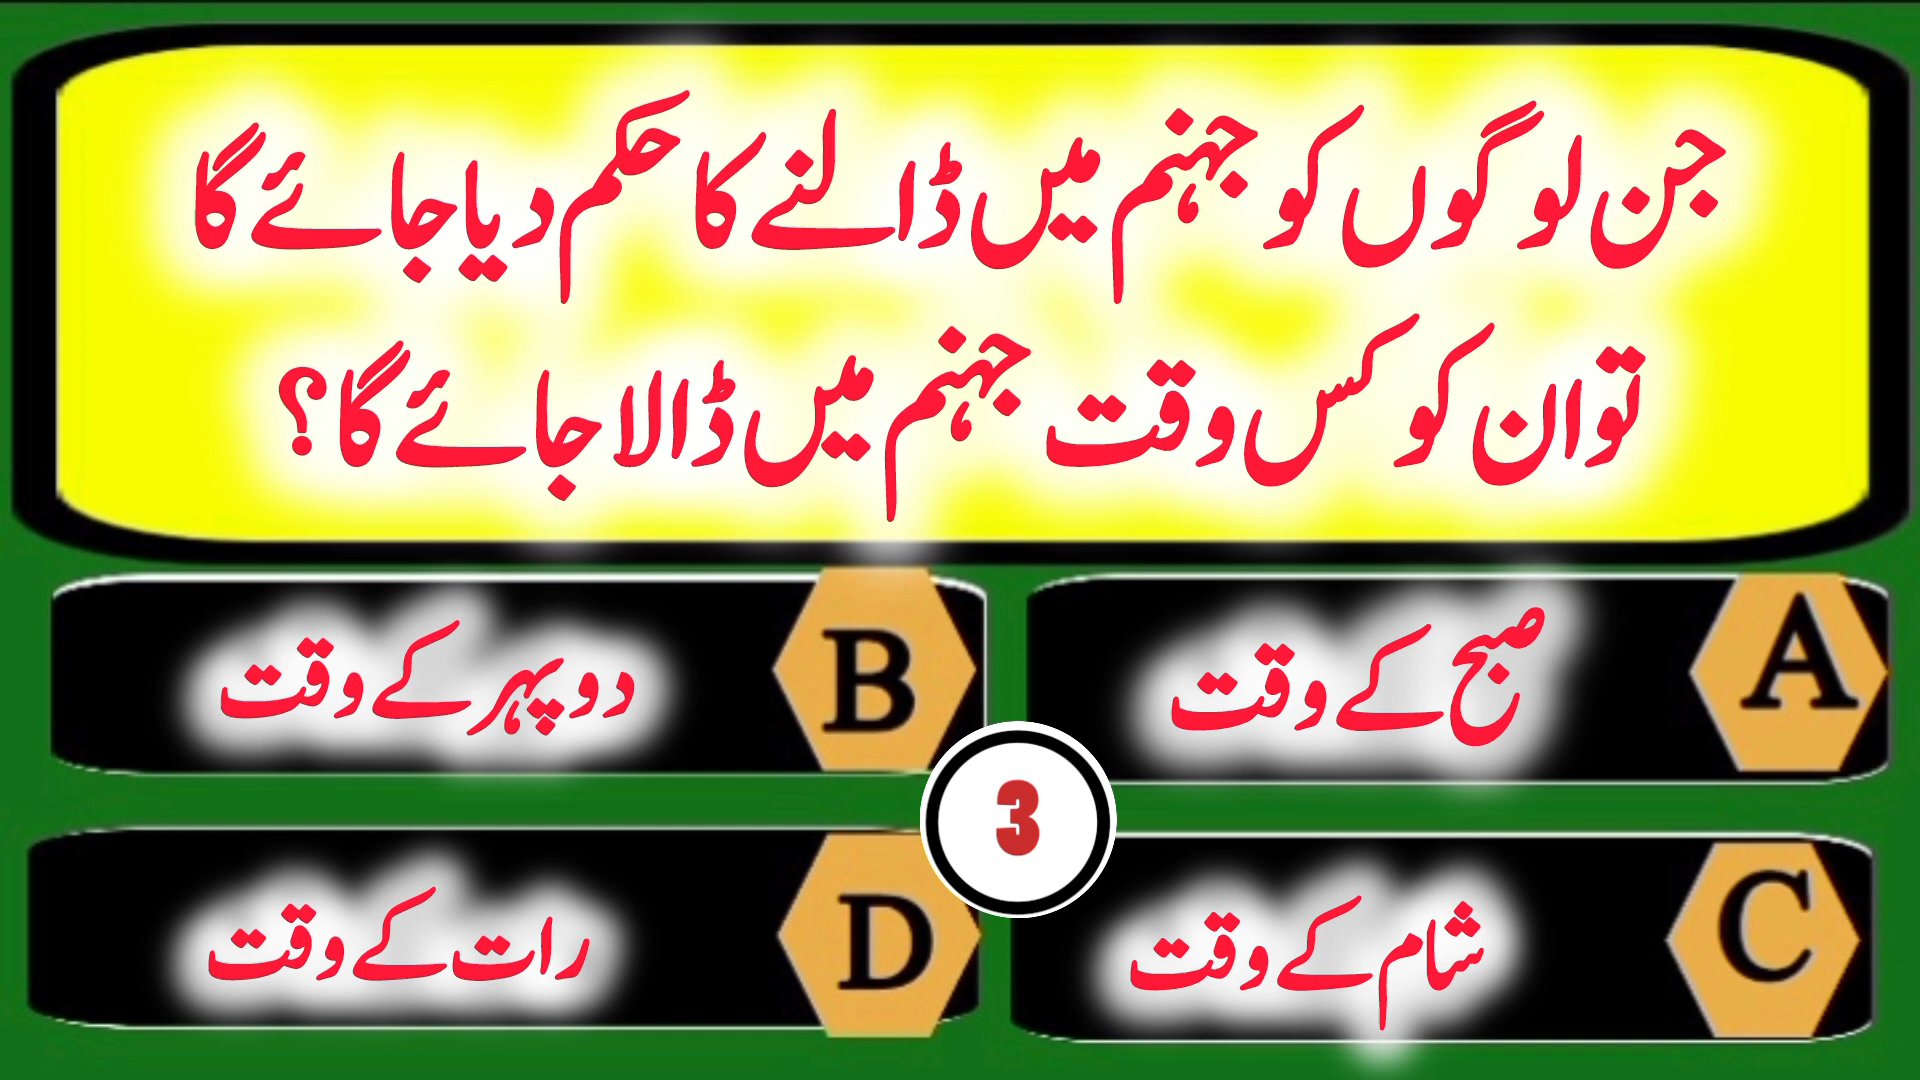 جن لوگوں کو جہنم میں ڈالنے کا حکم دیا جائے گا
تو ان کو کس وقت جہنم میں ڈالا جائے گا؟
A صبح کے وقت
B دوپہر کے وقت
3
C شام کے وقت
D رات کے وقت